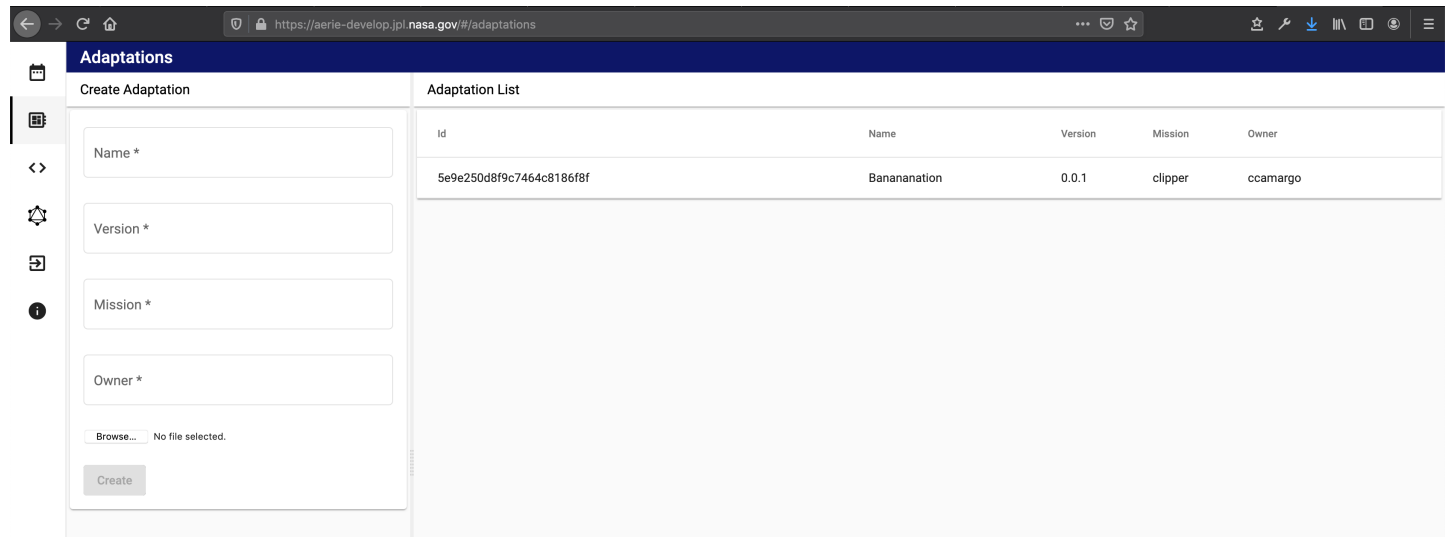 https://aerie-develop.jpl.nasa.gov/#/adaptations
Adaptations
Create Adaptation
Name *
Version *
Mission *
Owner *
Browse... No file selected.
Create
Adaptation List
Id Name Version Mission Owner
5e9e250d8f9c7464c8186f8f Banananation 0.0.1 clipper ccamargo